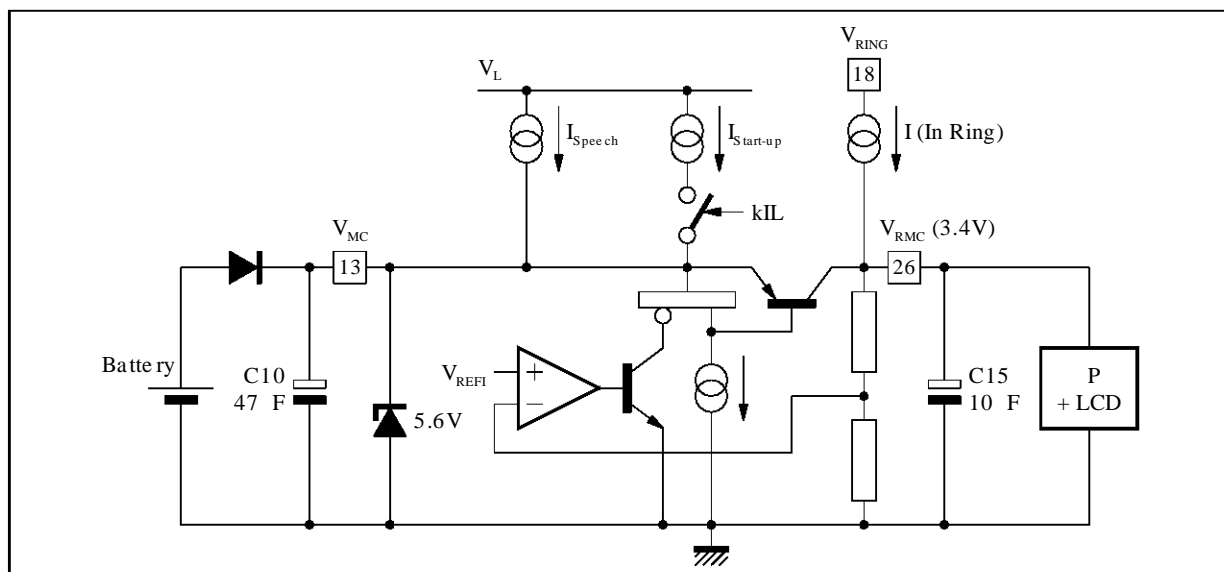 V_RING
18
V_L
I_Speech
I_Start-up
I (In Ring)
kIL
V_MC
13
V_RMC (3.4V)
26
Battery
C10
47 F
5.6V
V_REFI
+
−
C15
10 F
P
+ LCD